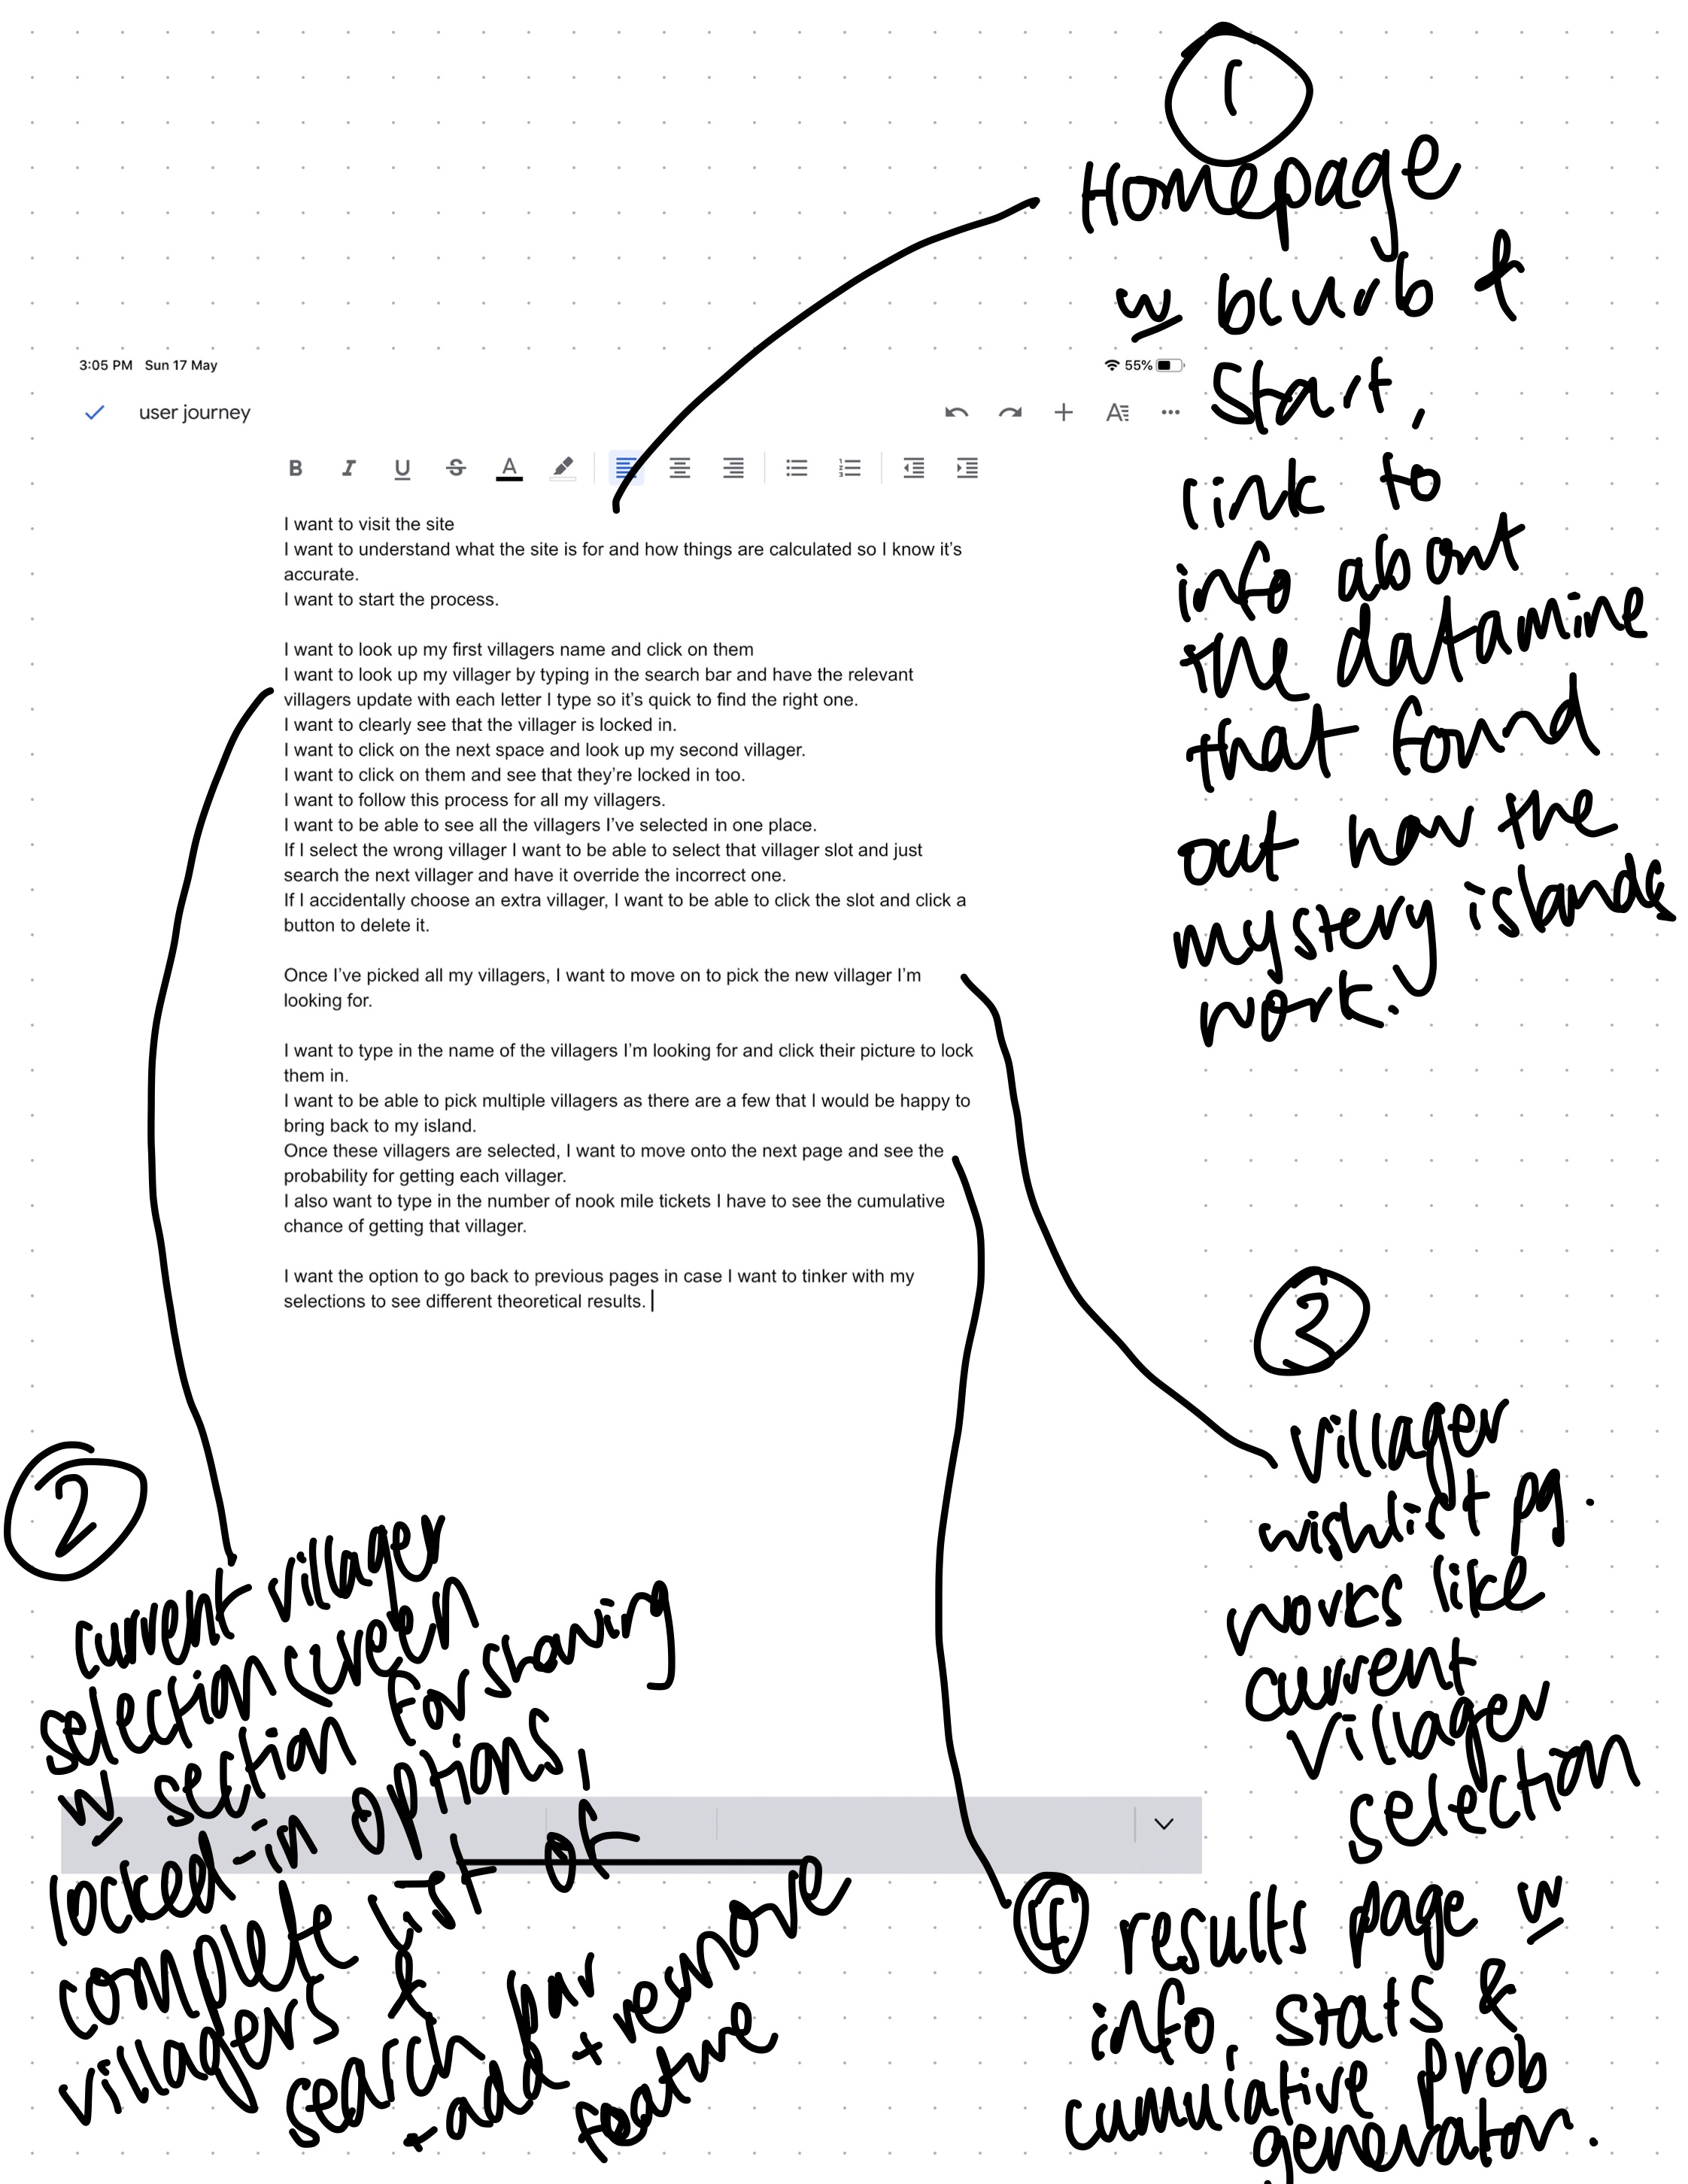 1
Homepage
w blurb &
start,
link to
info about
the datamine
that found
out how the
mystery islands
work.
3:05 PM Sun 17 May
55%
user journey
B I U S A
I want to visit the site
I want to understand what the site is for and how things are calculated so I know it's
accurate.
I want to start the process.
I want to look up my first villagers name and click on them
I want to look up my villager by typing in the search bar and have the relevant
villagers update with each letter I type so it's quick to find the right one.
I want to clearly see that the villager is locked in.
I want to click on the next space and look up my second villager.
I want to click on them and see that they're locked in too.
I want to follow this process for all my villagers.
I want to be able to see all the villagers I've selected in one place.
If I select the wrong villager I want to be able to select that villager slot and just
search the next villager and have it override the incorrect one.
If I accidentally choose an extra villager, I want to be able to click the slot and click a
button to delete it.
Once I've picked all my villagers, I want to move on to pick the new villager I'm
looking for.
I want to type in the name of the villagers I'm looking for and click their picture to lock
them in.
I want to be able to pick multiple villagers as there are a few that I would be happy to
bring back to my island.
Once these villagers are selected, I want to move onto the next page and see the
probability for getting each villager.
I also want to type in the number of nook mile tickets I have to see the cumulative
chance of getting that villager.
I want the option to go back to previous pages in case I want to tinker with my
selections to see different theoretical results.
2
current villager
selection screen
w section for showing
locked-in options,
complete list of
villagers &
search bar
+ add + remove
feature
3
villager
wishlist pg.
works like
current
villager
selection
4 results page w
info, stats &
cumulative prob
generator.